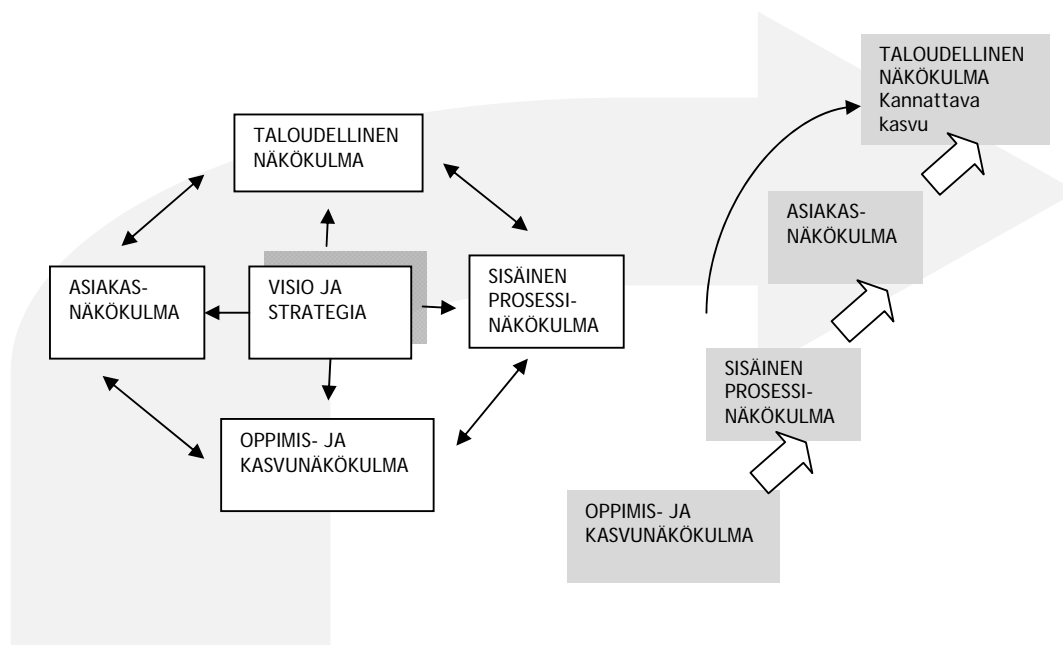 TALOUDELLINEN
NÄKÖKULMA
ASIAKAS-
NÄKÖKULMA
VISIO JA
STRATEGIA
SISÄINEN
PROSESSI-
NÄKÖKULMA
OPPIMIS- JA
KASVUNÄKÖKULMA
TALOUDELLINEN
NÄKÖKULMA
Kannattava
kasvu
ASIAKAS-
NÄKÖKULMA
SISÄINEN
PROSESSI-
NÄKÖKULMA
OPPIMIS- JA
KASVUNÄKÖKULMA